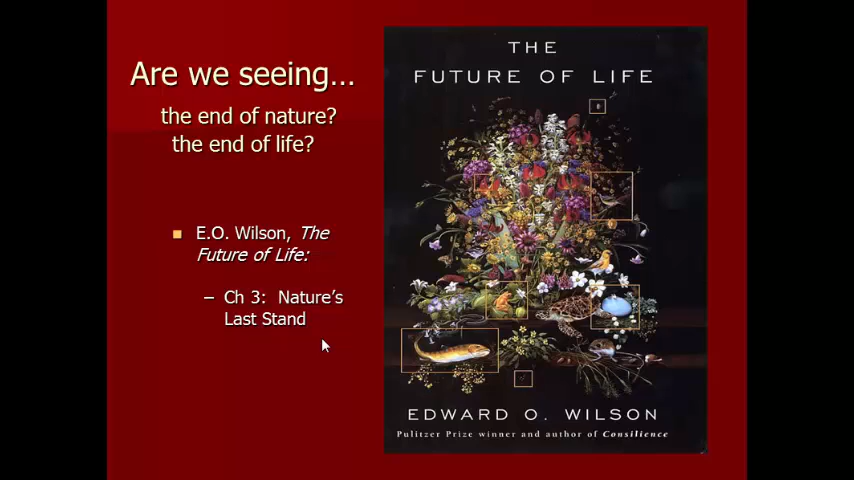 Are we seeing…
the end of nature?
the end of life?
■ E.O. Wilson, The
Future of Life:
– Ch 3: Nature's
Last Stand
THE
FUTURE OF LIFE
EDWARD O. WILSON
Pulitzer Prize winner and author of Consilience